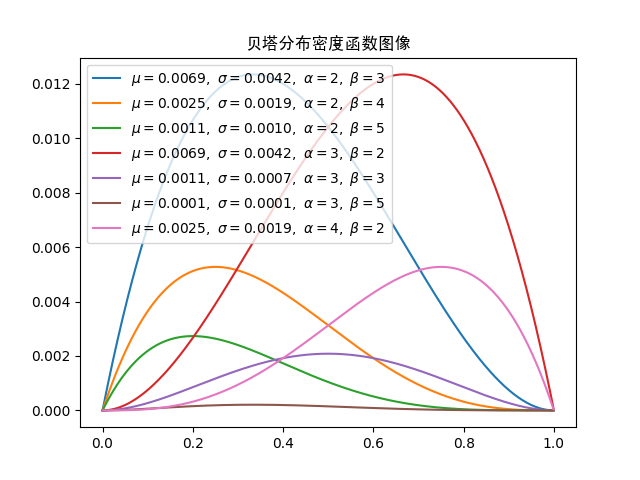 贝塔分布密度函数图像
μ = 0.0069, σ = 0.0042, α = 2, β = 3
μ = 0.0025, σ = 0.0019, α = 2, β = 4
μ = 0.0011, σ = 0.0010, α = 2, β = 5
μ = 0.0069, σ = 0.0042, α = 3, β = 2
μ = 0.0011, σ = 0.0007, α = 3, β = 3
μ = 0.0001, σ = 0.0001, α = 3, β = 5
μ = 0.0025, σ = 0.0019, α = 4, β = 2
0.012
0.010
0.008
0.006
0.004
0.002
0.000
0.0 0.2 0.4 0.6 0.8 1.0